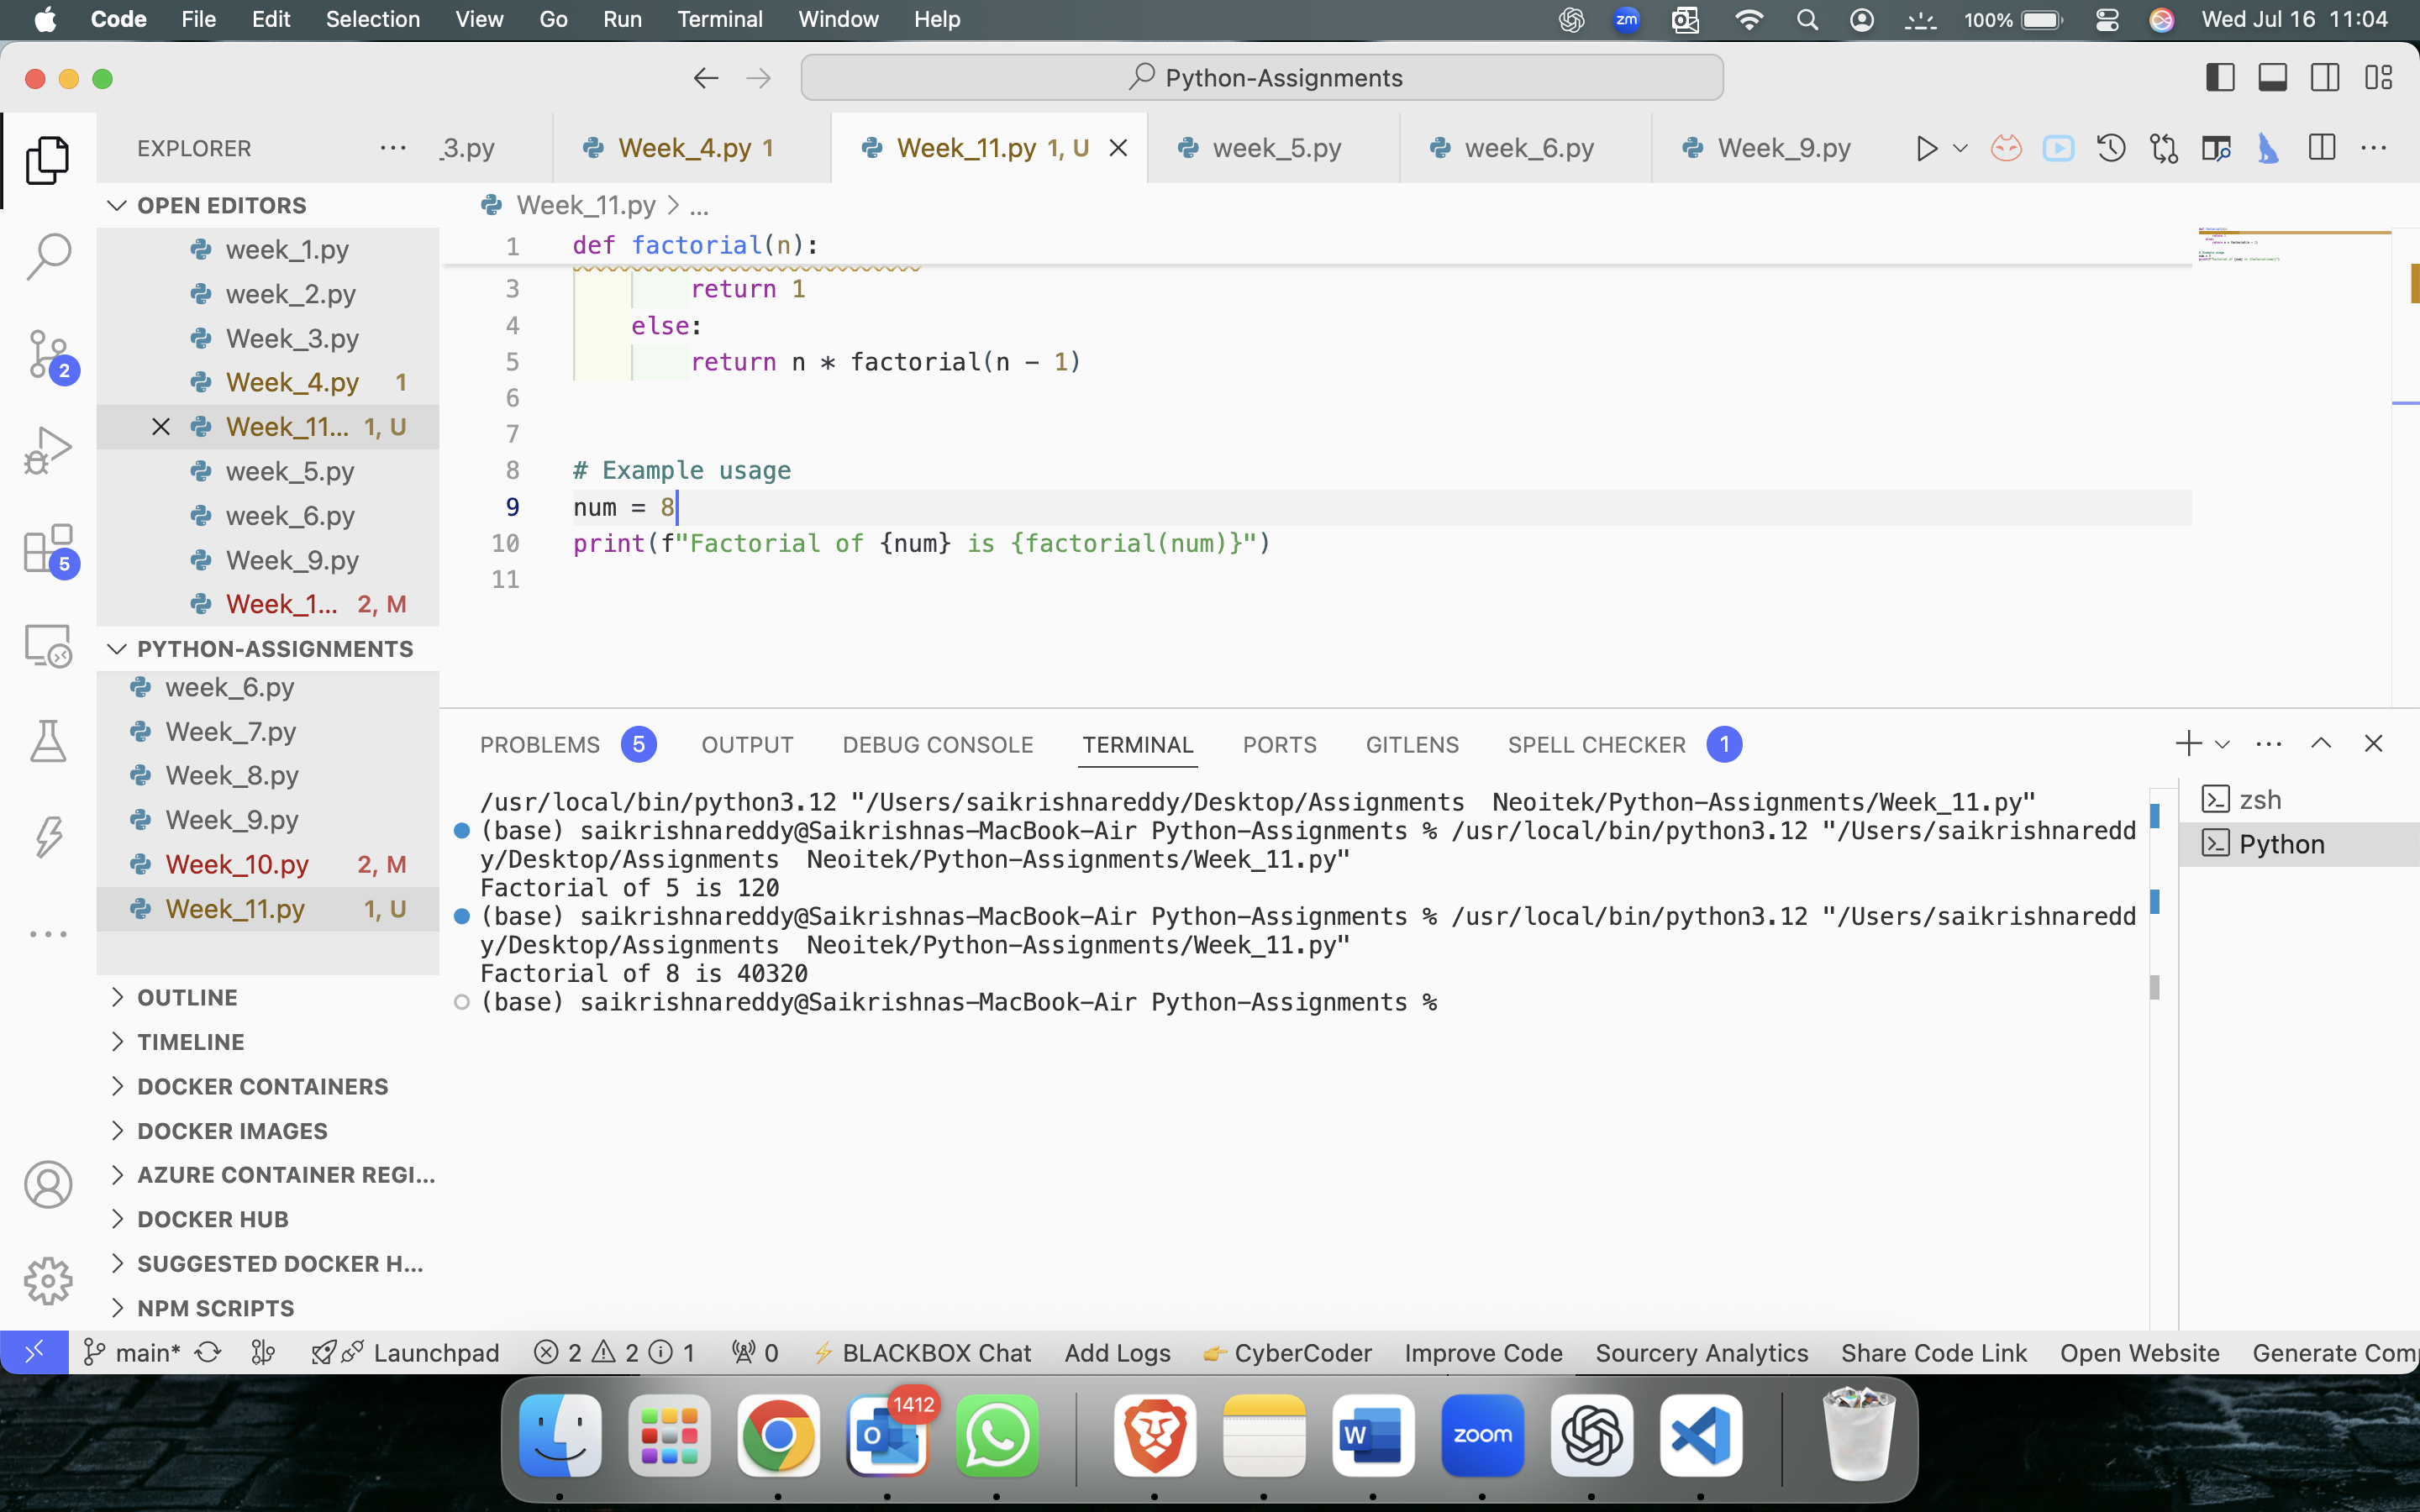 Code File Edit Selection View Go Run Terminal Window Help zm 100% Wed Jul 16 11:04
Python-Assignments
EXPLORER
_3.py Week_4.py 1 Week_11.py 1, U week_5.py week_6.py Week_9.py
OPEN EDITORS
week_1.py
week_2.py
Week_3.py
Week_4.py 1
Week_11... 1, U
week_5.py
week_6.py
Week_9.py
Week_1... 2, M
PYTHON-ASSIGNMENTS
week_6.py
Week_7.py
Week_8.py
Week_9.py
Week_10.py 2, M
Week_11.py 1, U
OUTLINE
TIMELINE
DOCKER CONTAINERS
DOCKER IMAGES
AZURE CONTAINER REGI...
DOCKER HUB
SUGGESTED DOCKER H...
NPM SCRIPTS
2
5
Week_11.py > ...
1 def factorial(n):
3 return 1
4 else:
5 return n * factorial(n - 1)
6
7
8 # Example usage
9 num = 8
10 print(f"Factorial of {num} is {factorial(num)}")
11
PROBLEMS 5 OUTPUT DEBUG CONSOLE TERMINAL PORTS GITLENS SPELL CHECKER 1
/usr/local/bin/python3.12 "/Users/saikrishnareddy/Desktop/Assignments  Neoitek/Python-Assignments/Week_11.py"
(base) saikrishnareddy@Saikrishnas-MacBook-Air Python-Assignments % /usr/local/bin/python3.12 "/Users/saikrishnaredd
y/Desktop/Assignments  Neoitek/Python-Assignments/Week_11.py"
Factorial of 5 is 120
(base) saikrishnareddy@Saikrishnas-MacBook-Air Python-Assignments % /usr/local/bin/python3.12 "/Users/saikrishnaredd
y/Desktop/Assignments  Neoitek/Python-Assignments/Week_11.py"
Factorial of 8 is 40320
(base) saikrishnareddy@Saikrishnas-MacBook-Air Python-Assignments %
zsh
Python
main* Launchpad 2 2 1 0 BLACKBOX Chat Add Logs CyberCoder Improve Code Sourcery Analytics Share Code Link Open Website Generate Com
1412
O
W
zoom